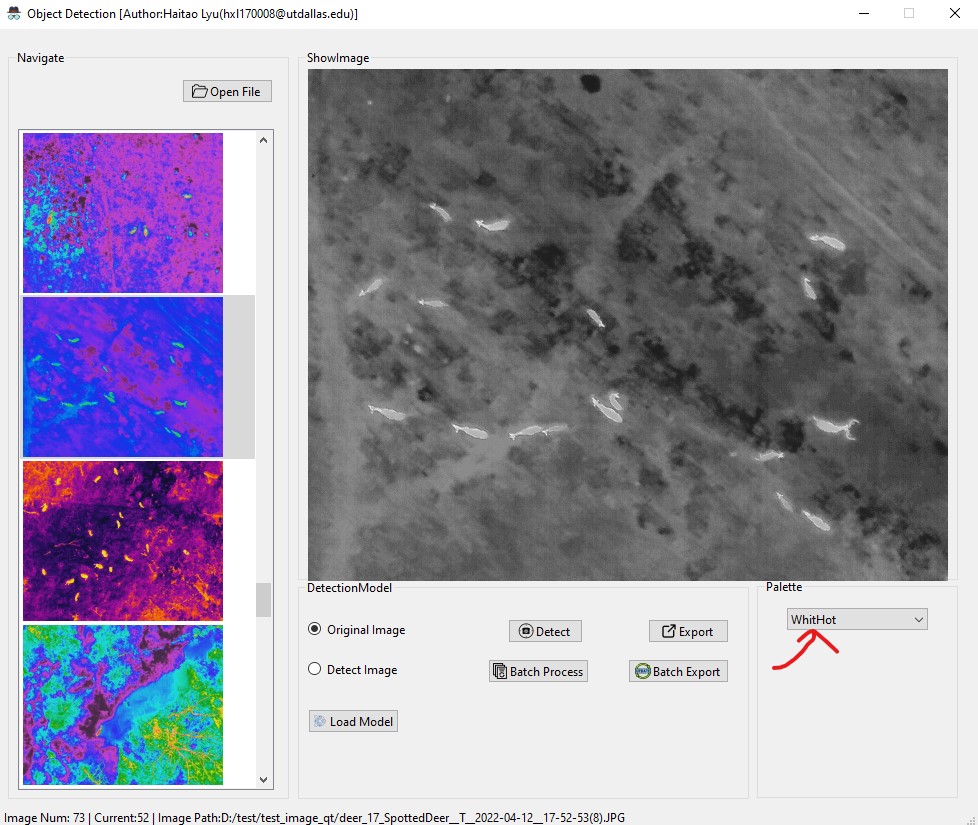 Object Detection [Author:Haitao Lyu(hxl170008@utdallas.edu)]
Navigate
Open File
ShowImage
DetectionModel
Original Image
Detect
Export
Detect Image
Batch Process
Batch Export
Load Model
Palette
WhitHot
Image Num: 73 | Current:52 | Image Path:D:/test/test_image_qt/deer_17_SpottedDeer__T__2022-04-12__17-52-53(8).JPG